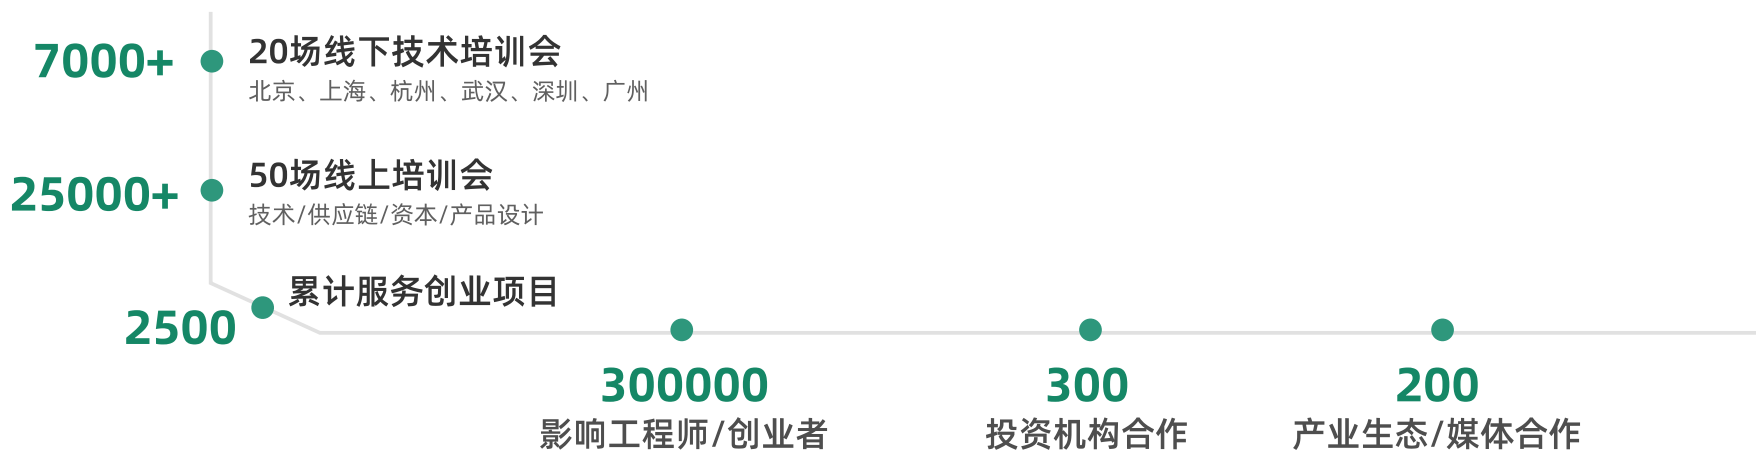 7000+
20场线下技术培训会
北京、上海、杭州、武汉、深圳、广州
25000+
50场线上培训会
技术/供应链/资本/产品设计
2500
累计服务创业项目
300000
影响工程师/创业者
300
投资机构合作
200
产业生态/媒体合作